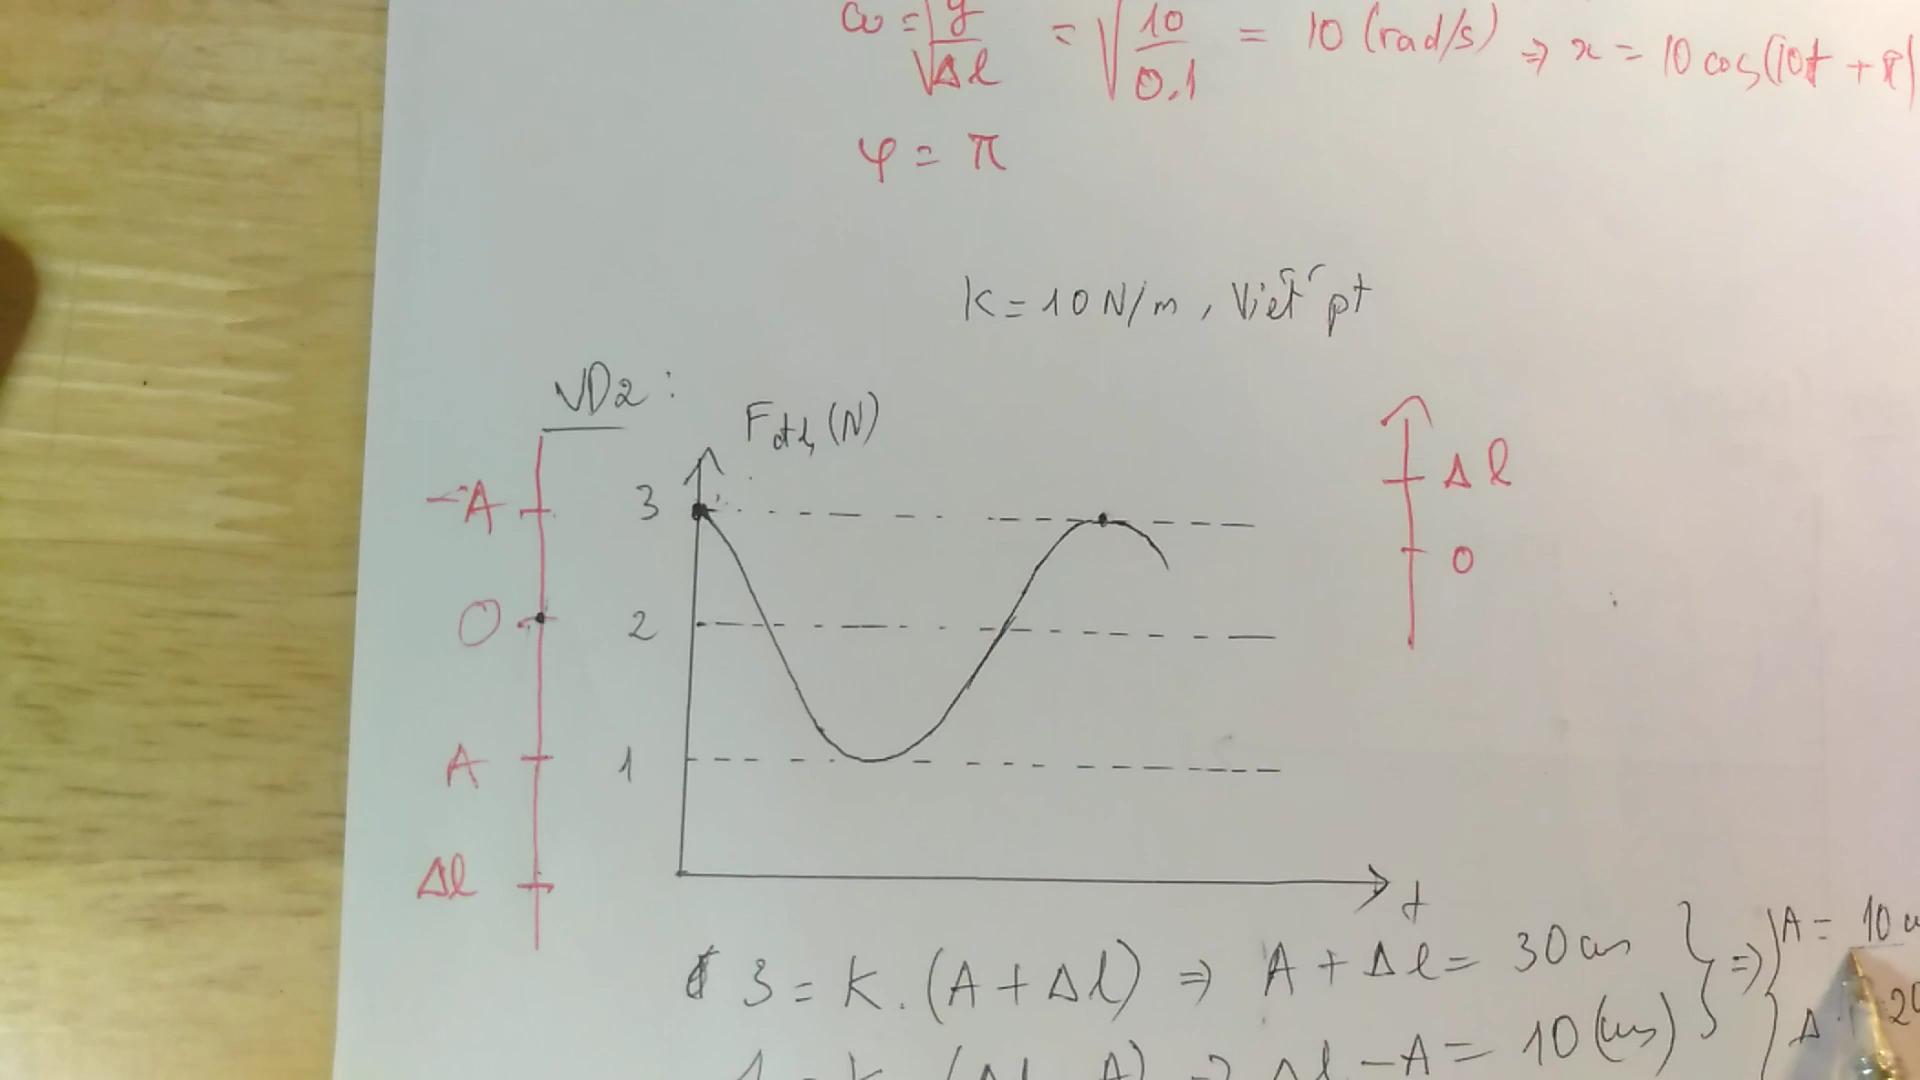 ω = √(g/Δl) = √(10/0.1) = 10 (rad/s) ⇒ x = 10 cos(10t + π)
φ = π
K = 10 N/m, Viết pt
VD2:
Fđh (N)
-A
O
A
Δl
3
2
1
t
Δl
0
3 = K.(A+Δl) ⇒ A + Δl = 30 cm } ⇒ { A = 10
Δl - A = 10 (cm)